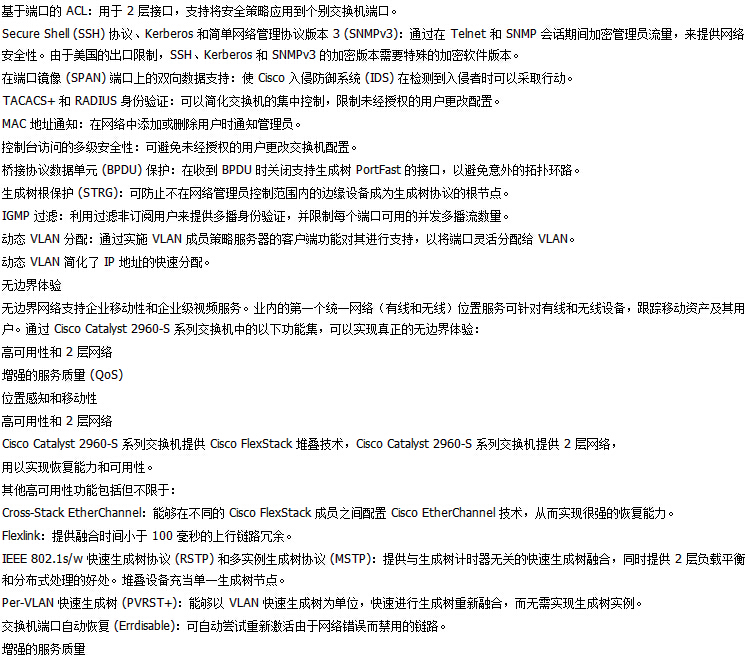 基于端口的 ACL：用于 2 层接口，支持将安全策略应用到个别交换机端口。
Secure Shell (SSH) 协议、Kerberos 和简单网络管理协议版本 3 (SNMPv3)：通过在 Telnet 和 SNMP 会话期间加密管理员流量，来提供网络
安全性。由于美国的出口限制，SSH、Kerberos 和 SNMPv3 的加密版本需要特殊的加密软件版本。
在端口镜像 (SPAN) 端口上的双向数据支持：使 Cisco 入侵防御系统 (IDS) 在检测到入侵者时可以采取行动。
TACACS+ 和 RADIUS 身份验证：可以简化交换机的集中控制，限制未经授权的用户更改配置。
MAC 地址通知：在网络中添加或删除用户时通知管理员。
控制台访问的多级安全性：可避免未经授权的用户更改交换机配置。
桥接协议数据单元 (BPDU) 保护：在收到 BPDU 时关闭支持生成树 PortFast 的接口，以避免意外的拓扑环路。
生成树根保护 (STRG)：可防止不在网络管理员控制范围内的边缘设备成为生成树协议的根节点。
IGMP 过滤：利用过滤非订阅用户来提供多播身份验证，并限制每个端口可用的并发多播流数量。
动态 VLAN 分配：通过实施 VLAN 成员策略服务器的客户端功能对其进行支持，以将端口灵活分配给 VLAN。
动态 VLAN 简化了 IP 地址的快速分配。
无边界体验
无边界网络支持企业移动性和企业级视频服务。业内的第一个统一网络（有线和无线）位置服务可针对有线和无线设备，跟踪移动资产及其用
户。通过 Cisco Catalyst 2960-S 系列交换机中的以下功能集，可以实现真正的无边界体验：
高可用性和 2 层网络
增强的服务质量 (QoS)
位置感知和移动性
高可用性和 2 层网络
Cisco Catalyst 2960-S 系列交换机提供 Cisco FlexStack 堆叠技术，Cisco Catalyst 2960-S 系列交换机提供 2 层网络，
用以实现恢复能力和可用性。
其他高可用性功能包括但不限于：
Cross-Stack EtherChannel：能够在不同的 Cisco FlexStack 成员之间配置 Cisco EtherChannel 技术，从而实现很强的恢复能力。
Flexlink：提供融合时间小于 100 毫秒的上行链路冗余。
IEEE 802.1s/w 快速生成树协议 (RSTP) 和多实例生成树协议 (MSTP)：提供与生成树计时器无关的快速生成树融合，同时提供 2 层负载平衡
和分布式处理的好处。堆叠设备充当单一生成树节点。
Per-VLAN 快速生成树 (PVRST+)：能够以 VLAN 快速生成树为单位，快速进行生成树重新融合，而无需实现生成树实例。
交换机端口自动恢复 (Errdisable)：可自动尝试重新激活由于网络错误而禁用的链路。
增强的服务质量